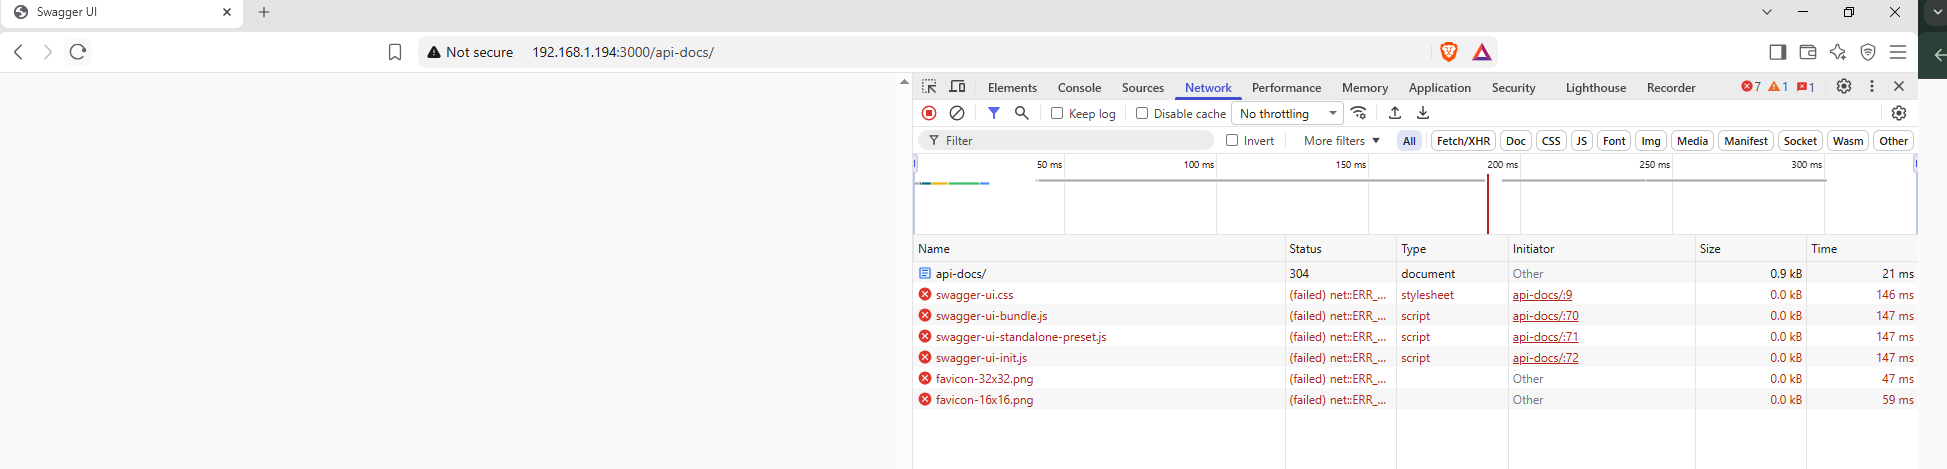 Swagger UI
Not secure 192.168.1.194:3000/api-docs/
Elements Console Sources Network Performance Memory Application Security Lighthouse Recorder 7 1 1
Keep log Disable cache No throttling
Filter Invert More filters All Fetch/XHR Doc CSS JS Font Img Media Manifest Socket Wasm Other
50 ms 100 ms 150 ms 200 ms 250 ms 300 ms
Name Status Type Initiator Size Time
api-docs/ 304 document Other 0.9 kB 21 ms
swagger-ui.css (failed) net::ERR_... stylesheet api-docs/:9 0.0 kB 146 ms
swagger-ui-bundle.js (failed) net::ERR_... script api-docs/:70 0.0 kB 147 ms
swagger-ui-standalone-preset.js (failed) net::ERR_... script api-docs/:71 0.0 kB 147 ms
swagger-ui-init.js (failed) net::ERR_... script api-docs/:72 0.0 kB 147 ms
favicon-32x32.png (failed) net::ERR_... Other 0.0 kB 47 ms
favicon-16x16.png (failed) net::ERR_... Other 0.0 kB 59 ms